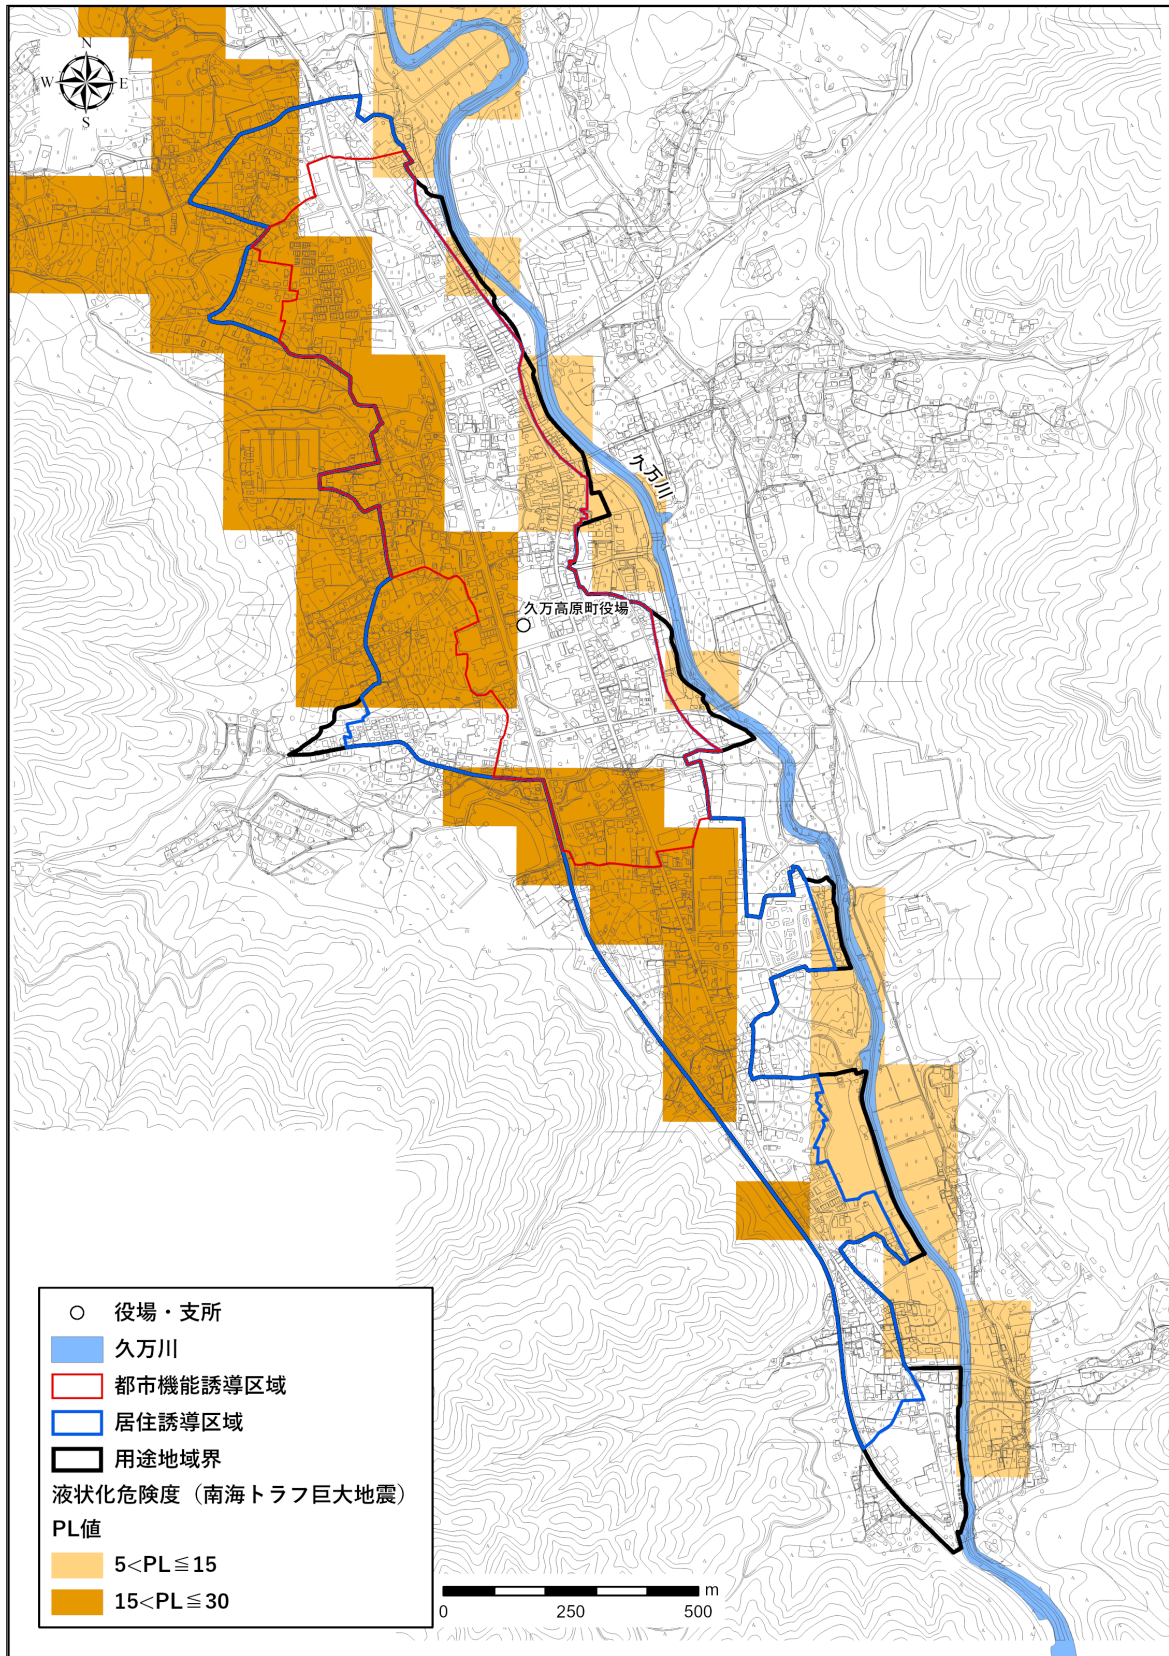 N
W E
S
久万川
久万高原町役場
役場・支所
久万川
都市機能誘導区域
居住誘導区域
用途地域界
液状化危険度（南海トラフ巨大地震）
PL値
5<PL≦15
15<PL≦30
m
0 250 500